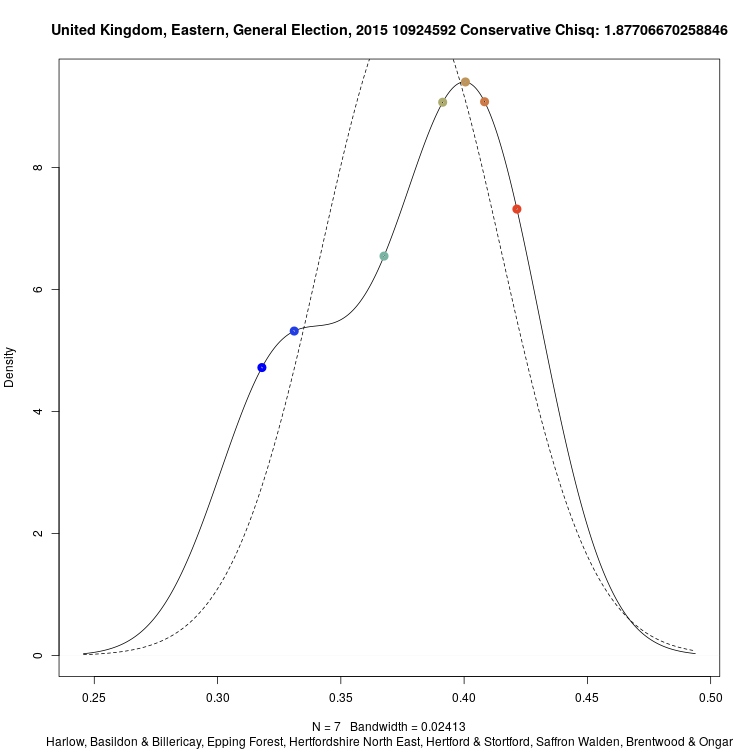 United Kingdom, Eastern, General Election, 2015 10924592 Conservative Chisq: 1.87706670258846
Density
8
6
4
2
0
0.25 0.30 0.35 0.40 0.45 0.50
N = 7 Bandwidth = 0.02413
Harlow, Basildon & Billericay, Epping Forest, Hertfordshire North East, Hertford & Stortford, Saffron Walden, Brentwood & Ongar